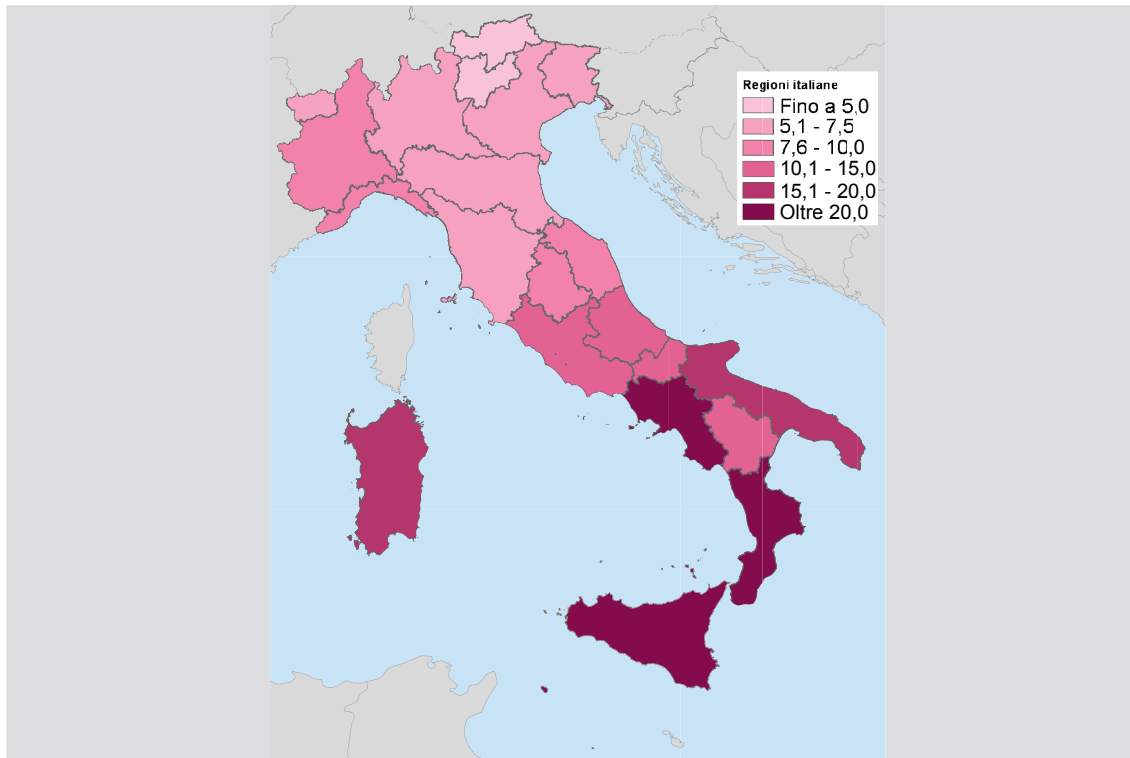 Regioni italiane
Fino a 5,0
5,1 - 7,5
7,6 - 10,0
10,1 - 15,0
15,1 - 20,0
Oltre 20,0